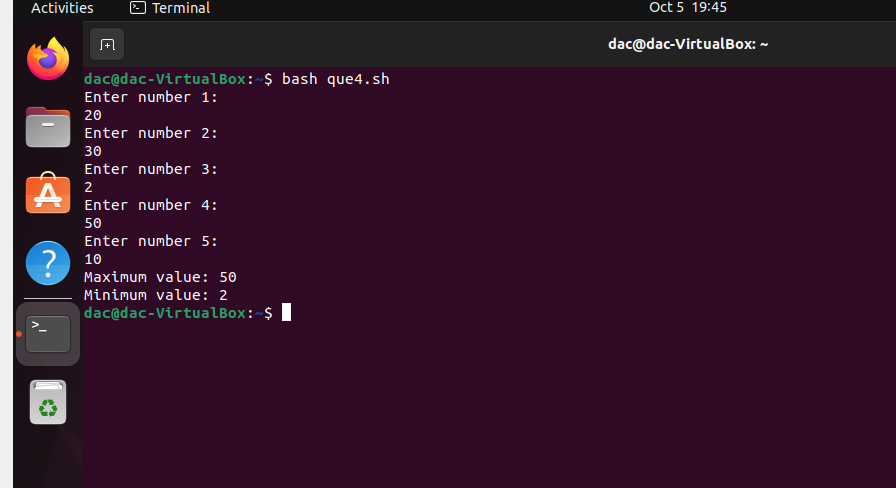 Activities
Terminal
Oct 5 19:45
dac@dac-VirtualBox: ~
dac@dac-VirtualBox:~$ bash que4.sh
Enter number 1:
20
Enter number 2:
30
Enter number 3:
2
Enter number 4:
50
Enter number 5:
10
Maximum value: 50
Minimum value: 2
dac@dac-VirtualBox:~$